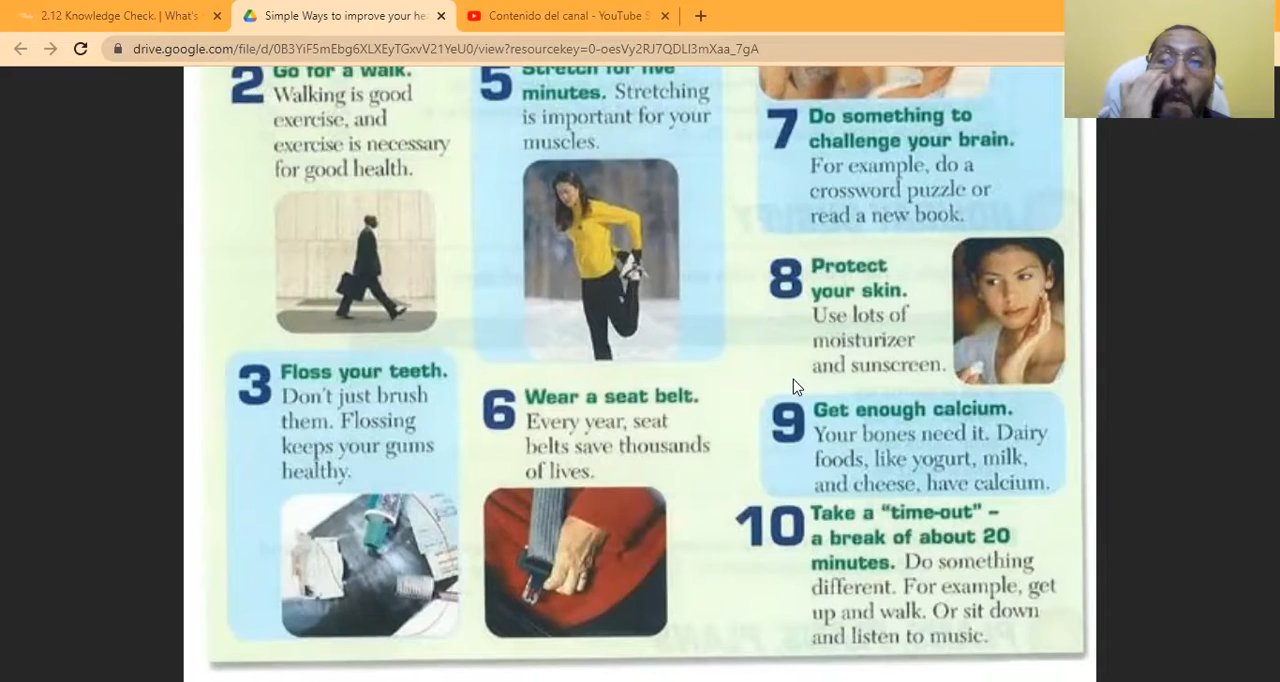 2.12 Knowledge Check. | What's
Simple Ways to improve your hea
Contenido del canal - YouTube S
drive.google.com/file/d/0B3YiF5mEbg6XLXEyTGxvV21YeU0/view?resourcekey=0-oesVy2RJ7QDLI3mXaa_7gA
2 Go for a walk.
Walking is good
exercise, and
exercise is necessary
for good health.
3 Floss your teeth.
Don't just brush
them. Flossing
keeps your gums
healthy.
5 Stretch for five
minutes. Stretching
is important for your
muscles.
6 Wear a seat belt.
Every year, seat
belts save thousands
of lives.
7 Do something to
challenge your brain.
For example, do a
crossword puzzle or
read a new book.
8 Protect
your skin.
Use lots of
moisturizer
and sunscreen.
9 Get enough calcium.
Your bones need it. Dairy
foods, like yogurt, milk,
and cheese, have calcium.
10 Take a "time-out" –
a break of about 20
minutes. Do something
different. For example, get
up and walk. Or sit down
and listen to music.